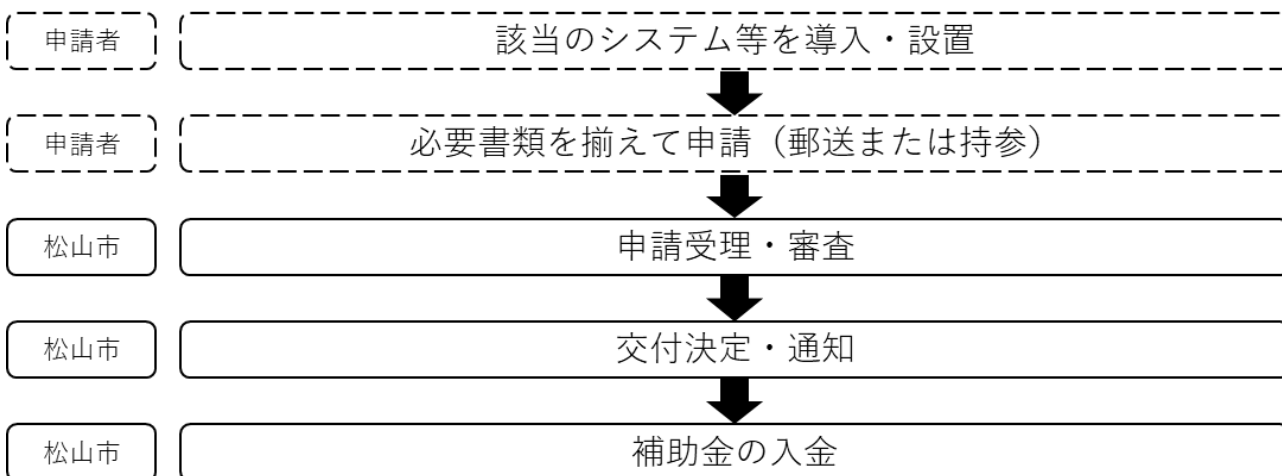 申請者
該当のシステム等を導入・設置
申請者
必要書類を揃えて申請（郵送または持参）
松山市
申請受理・審査
松山市
交付決定・通知
松山市
補助金の入金